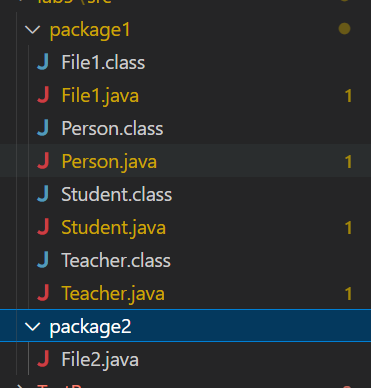 package1
File1.class
File1.java 1
Person.class
Person.java 1
Student.class
Student.java 1
Teacher.class
Teacher.java 1
package2
File2.java